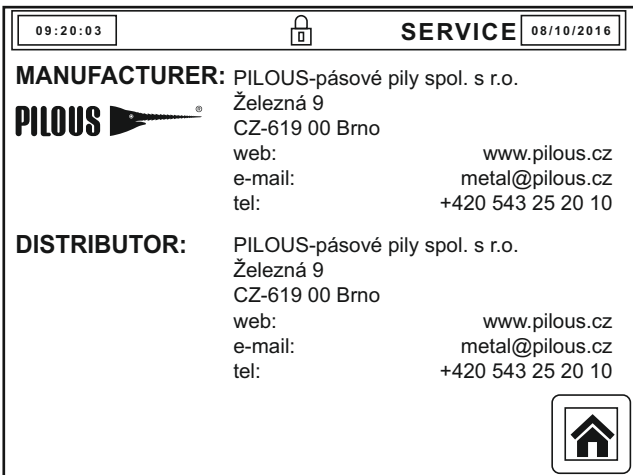 09:20:03 SERVICE 08/10/2016
MANUFACTURER: PILOUS-pásové pily spol. s r.o.
PILOUS ® Železná 9
CZ-619 00 Brno
web: www.pilous.cz
e-mail: metal@pilous.cz
tel: +420 543 25 20 10
DISTRIBUTOR: PILOUS-pásové pily spol. s r.o.
Železná 9
CZ-619 00 Brno
web: www.pilous.cz
e-mail: metal@pilous.cz
tel: +420 543 25 20 10